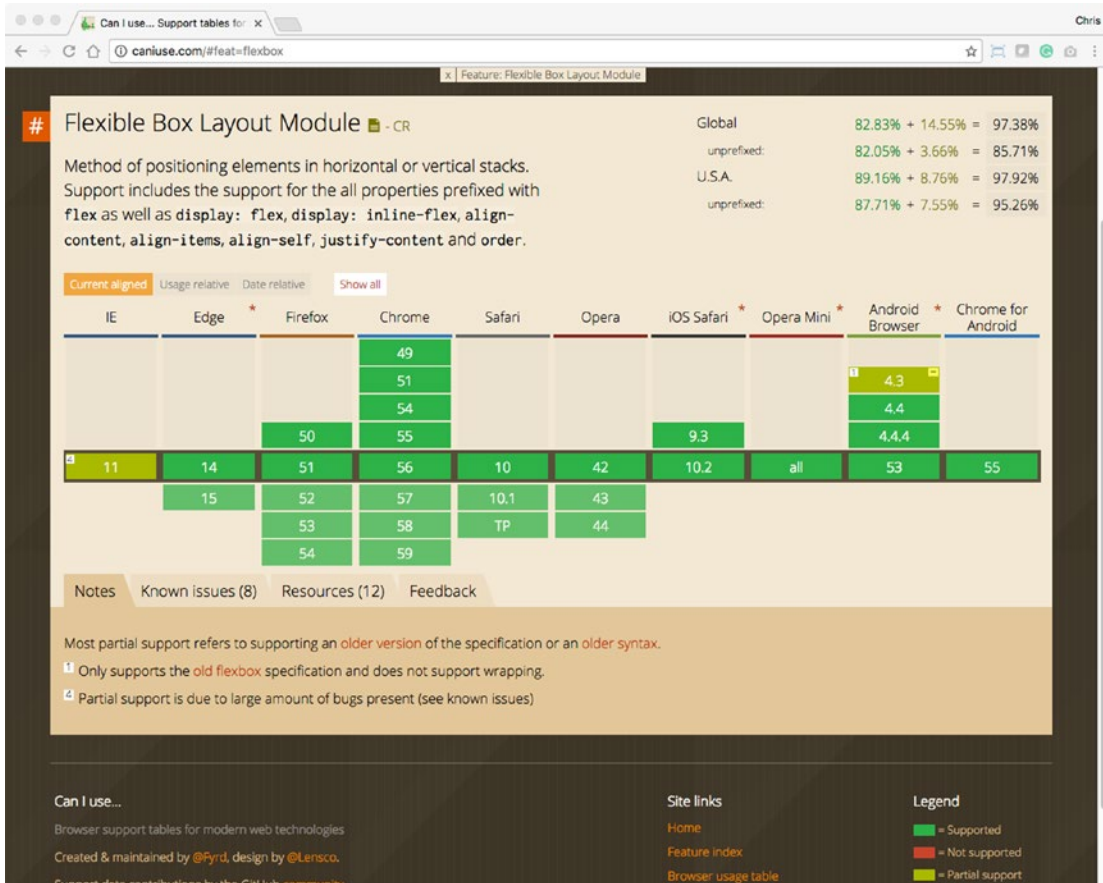 Can I use... Support tables for
Chris
caniuse.com/#feat=flexbox
x Feature: Flexible Box Layout Module
# Flexible Box Layout Module - CR
Method of positioning elements in horizontal or vertical stacks.
Support includes the support for the all properties prefixed with
flex as well as display: flex, display: inline-flex, align-
content, align-items, align-self, justify-content and order.
Global 82.83% + 14.55% = 97.38%
unprefixed: 82.05% + 3.66% = 85.71%
U.S.A. 89.16% + 8.76% = 97.92%
unprefixed: 87.71% + 7.55% = 95.26%
Current aligned Usage relative Date relative Show all
IE Edge * Firefox Chrome Safari Opera iOS Safari * Opera Mini * Android Browser * Chrome for Android
49
51 1 4.3 -
54 4.4
50 55 9.3 4.4.4
4 11 14 51 56 10 42 10.2 all 53 55
15 52 57 10.1 43
53 58 TP 44
54 59
Notes Known issues (8) Resources (12) Feedback
Most partial support refers to supporting an older version of the specification or an older syntax.
1 Only supports the old flexbox specification and does not support wrapping.
4 Partial support is due to large amount of bugs present (see known issues)
Can I use...
Browser support tables for modern web technologies
Created & maintained by @Fyrd, design by @Lensco.
Site links
Home
Feature index
Browser usage table
Legend
= Supported
= Not supported
= Partial support